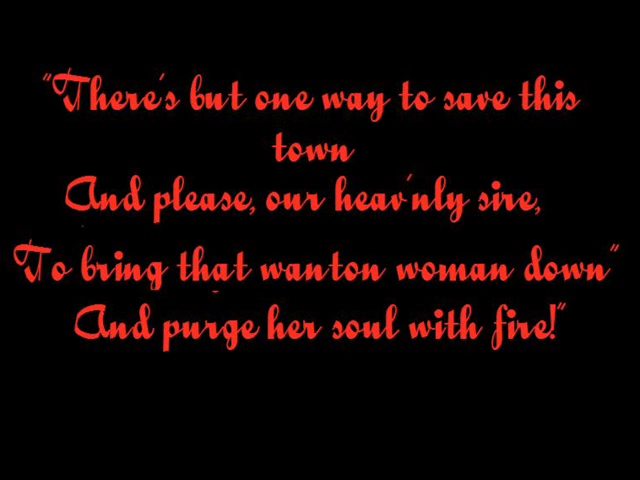 "There's but one way to save this
town
And please, our heav'nly sire,
To bring that wanton woman down"
And purge her soul with fire!"